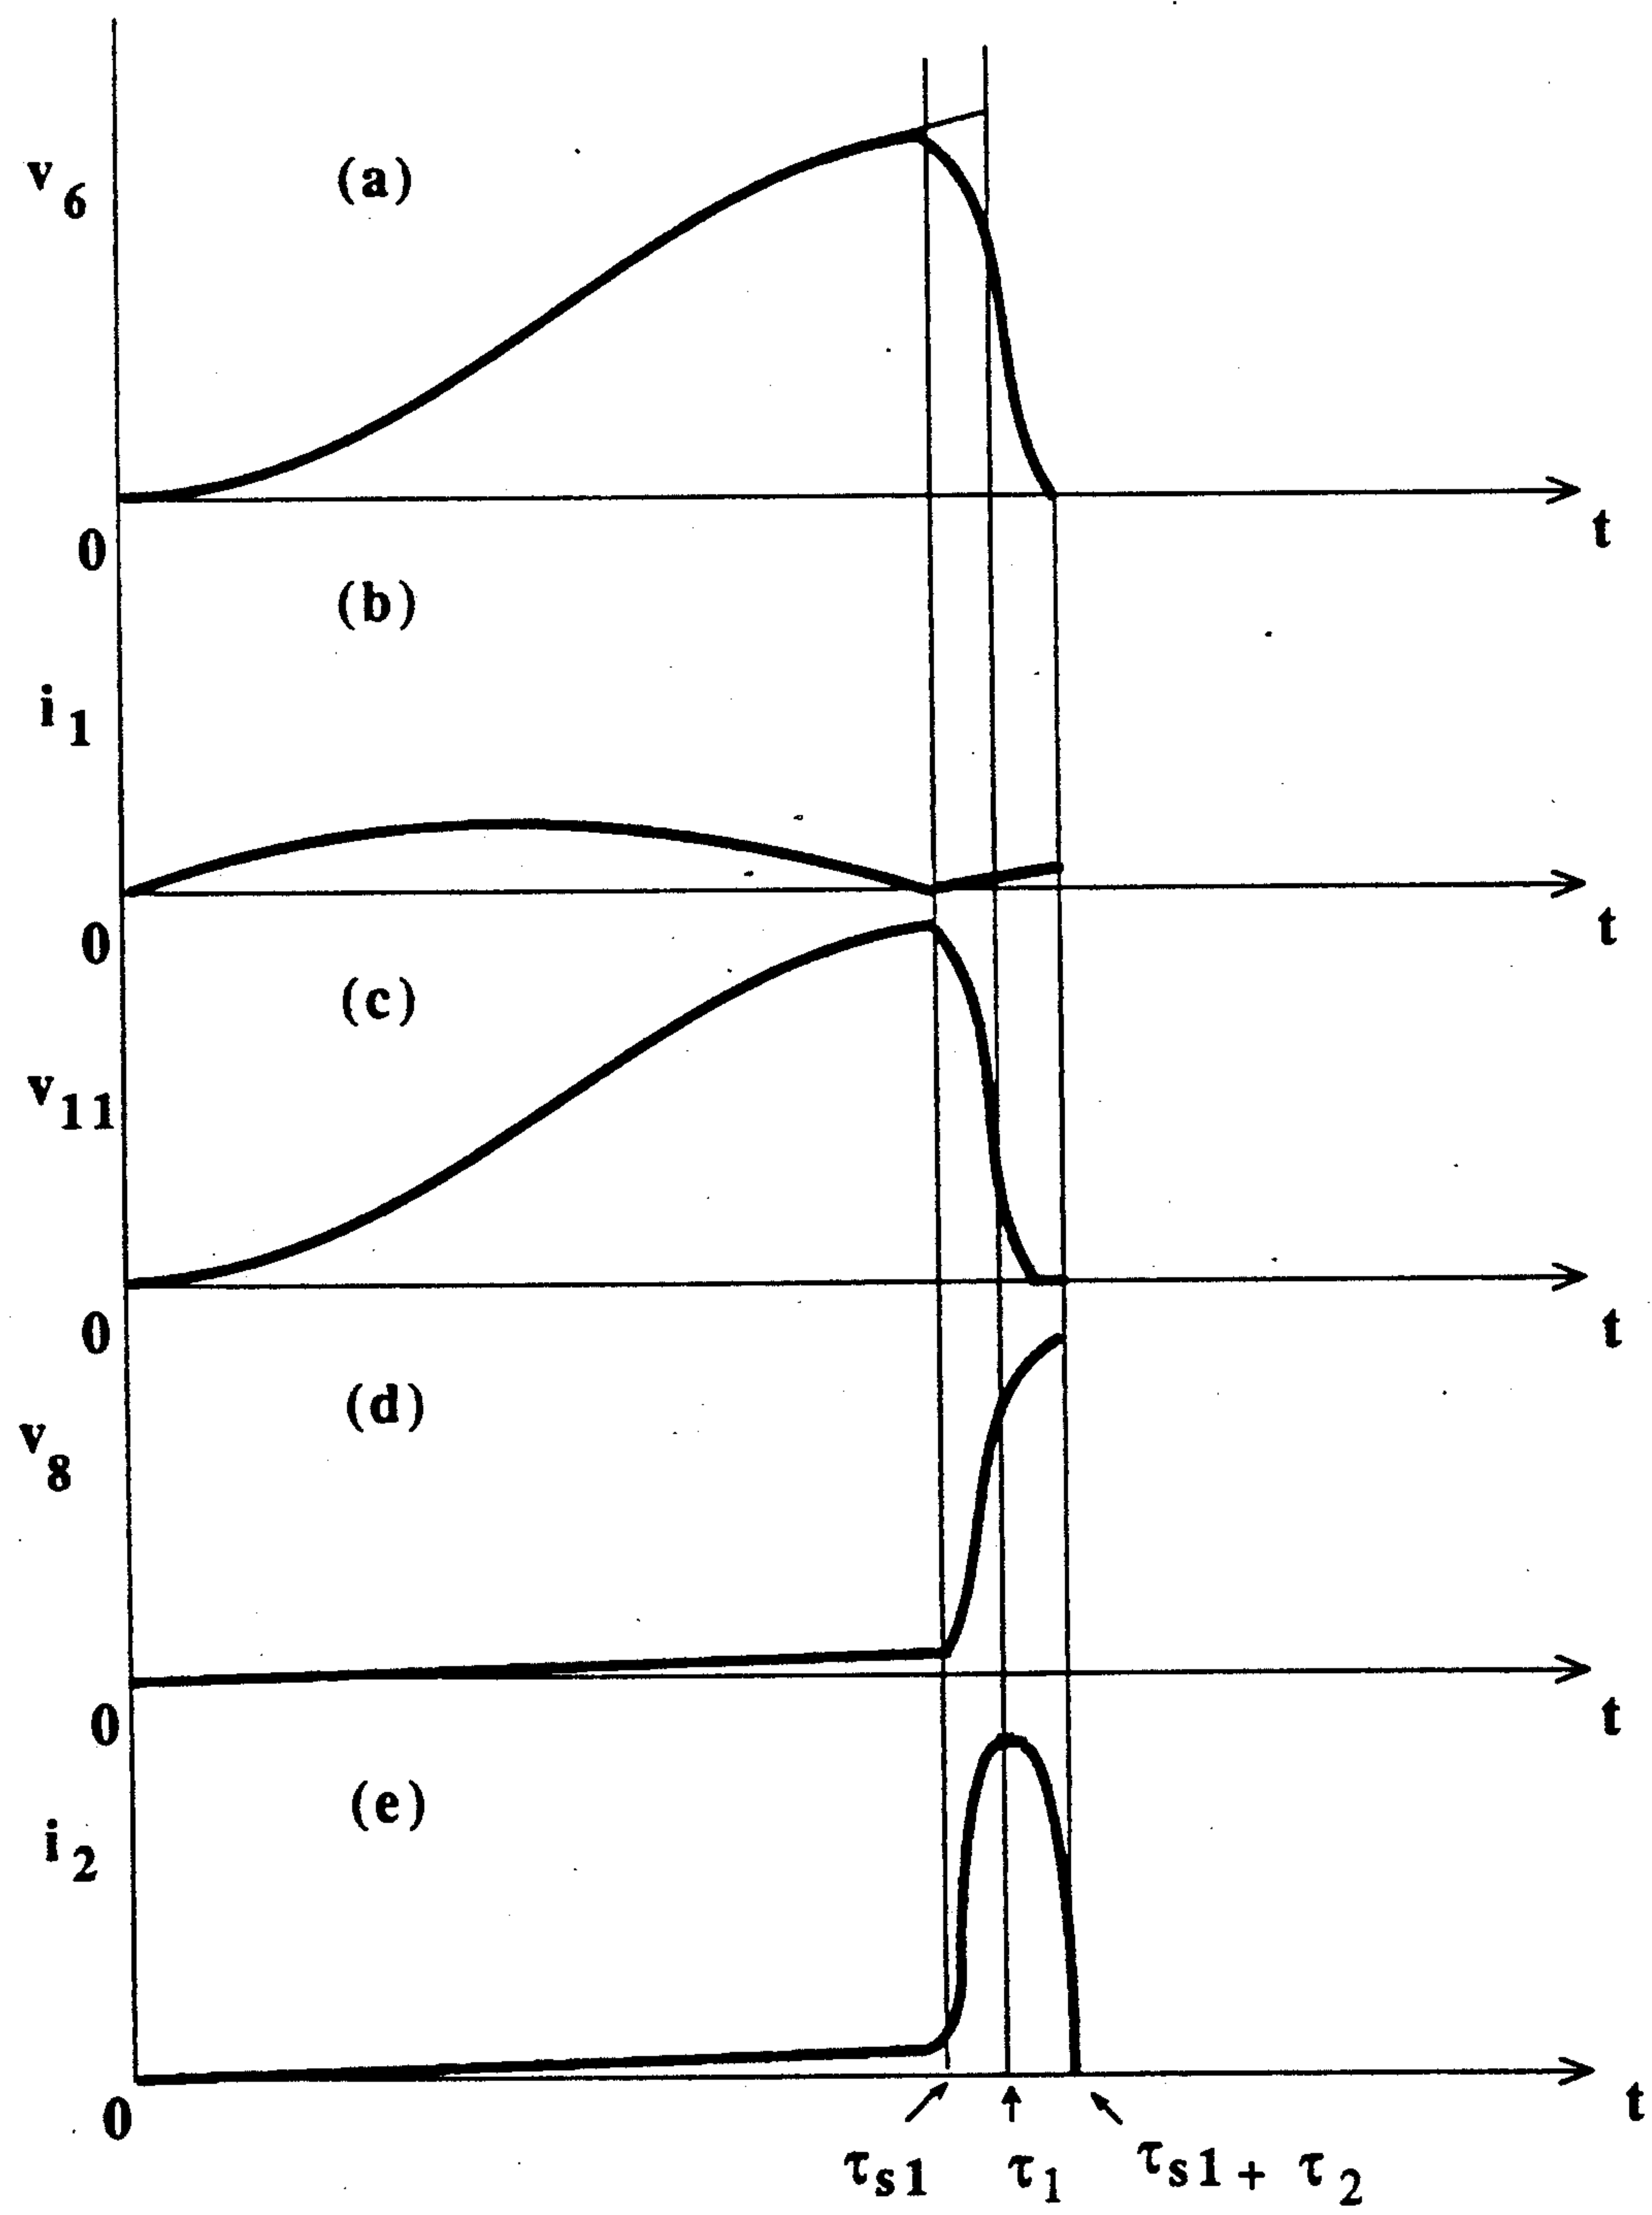 (a)
v6
t
0
(b)
i1
t
0
(c)
v11
t
0
(d)
v8
t
0
(e)
i2
t
0
τs1 τ1 τs1 + τ2